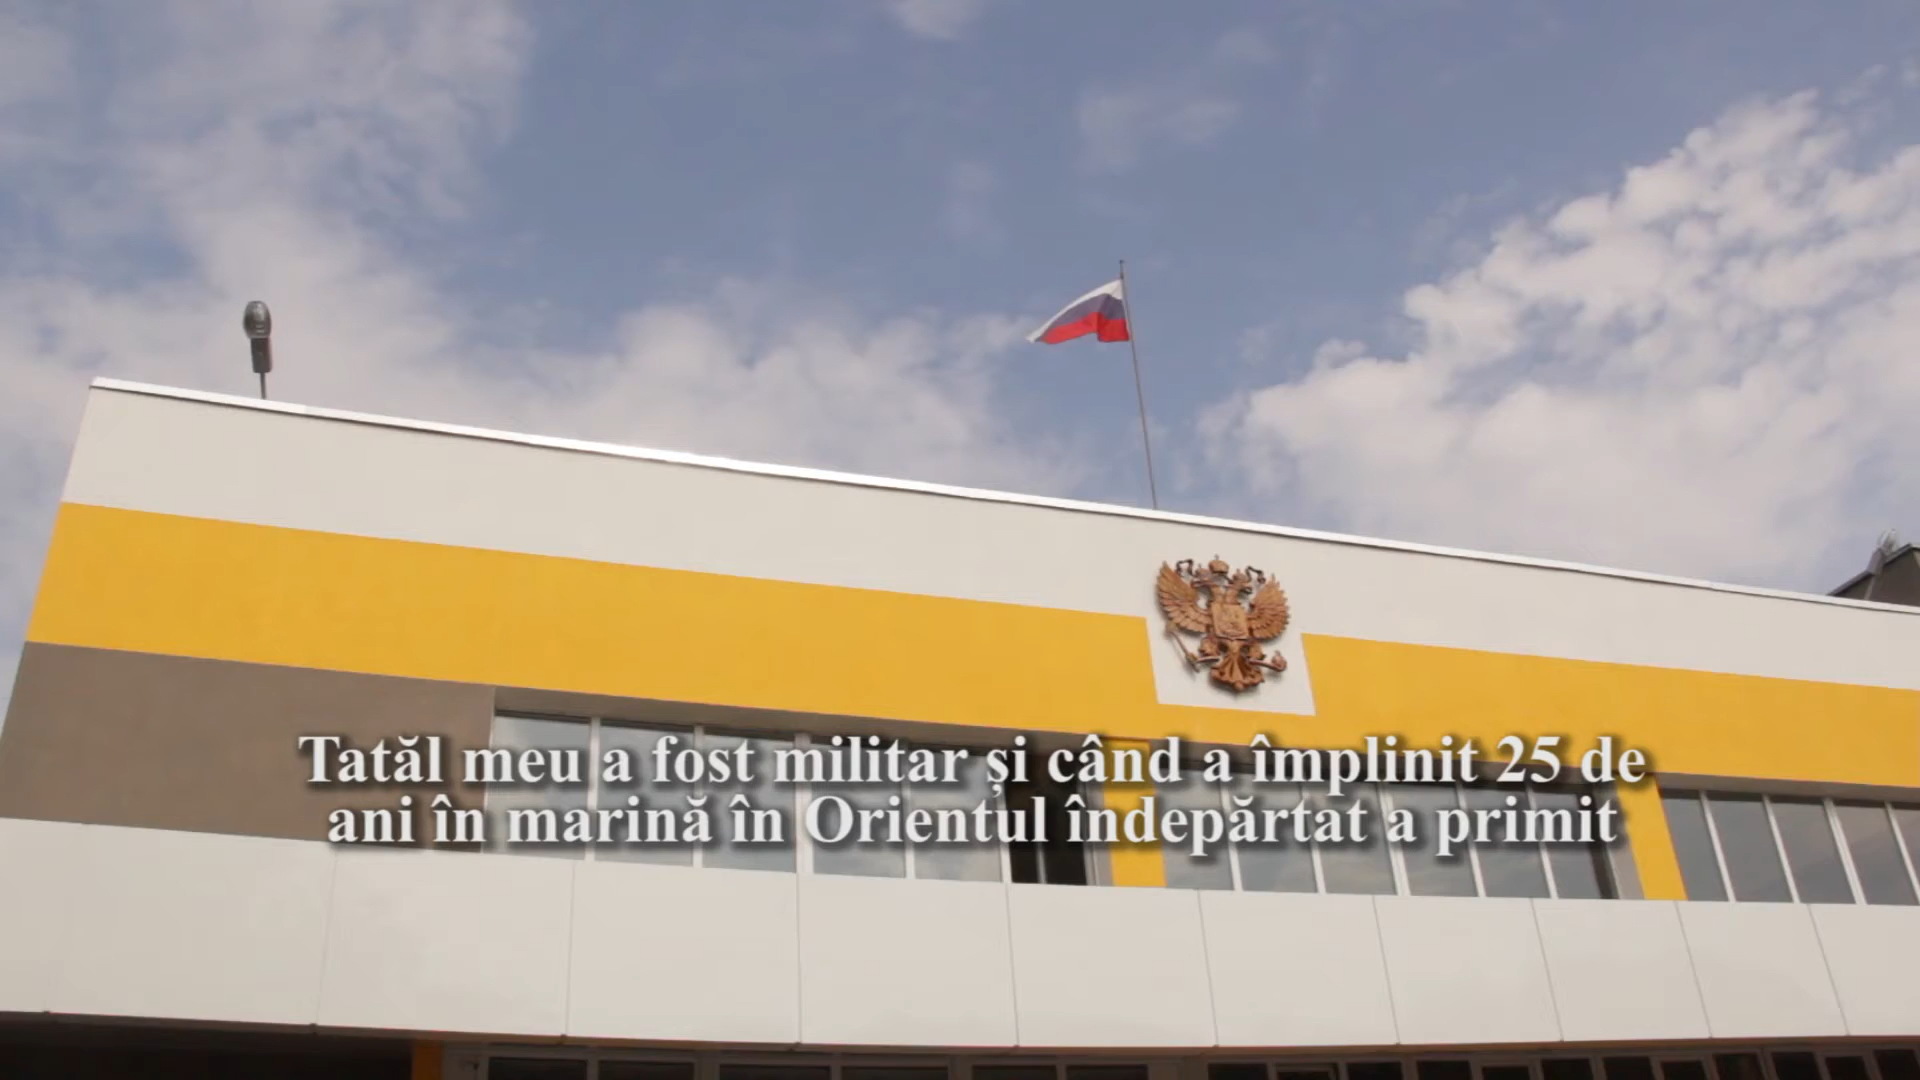 Tatăl meu a fost militar și când a împlinit 25 de
ani în marină în Orientul îndepărtat a primit